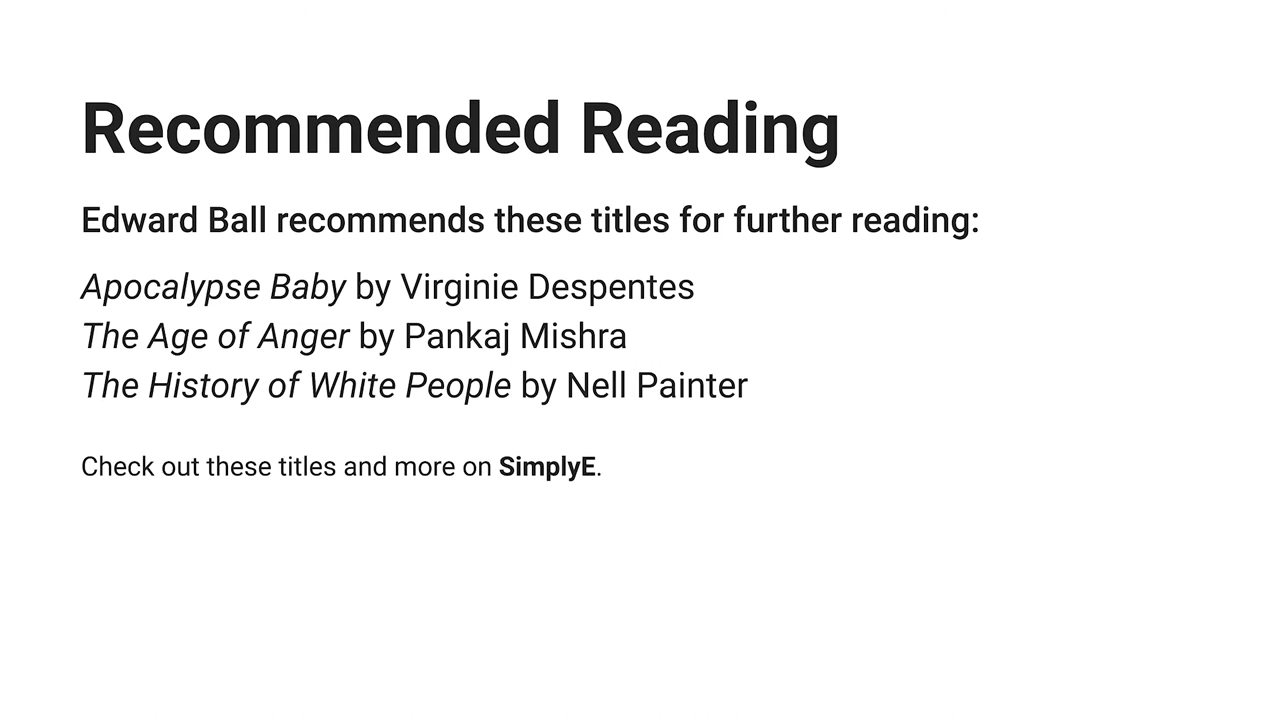 Recommended Reading
Edward Ball recommends these titles for further reading:
Apocalypse Baby by Virginie Despentes
The Age of Anger by Pankaj Mishra
The History of White People by Nell Painter
Check out these titles and more on SimplyE.